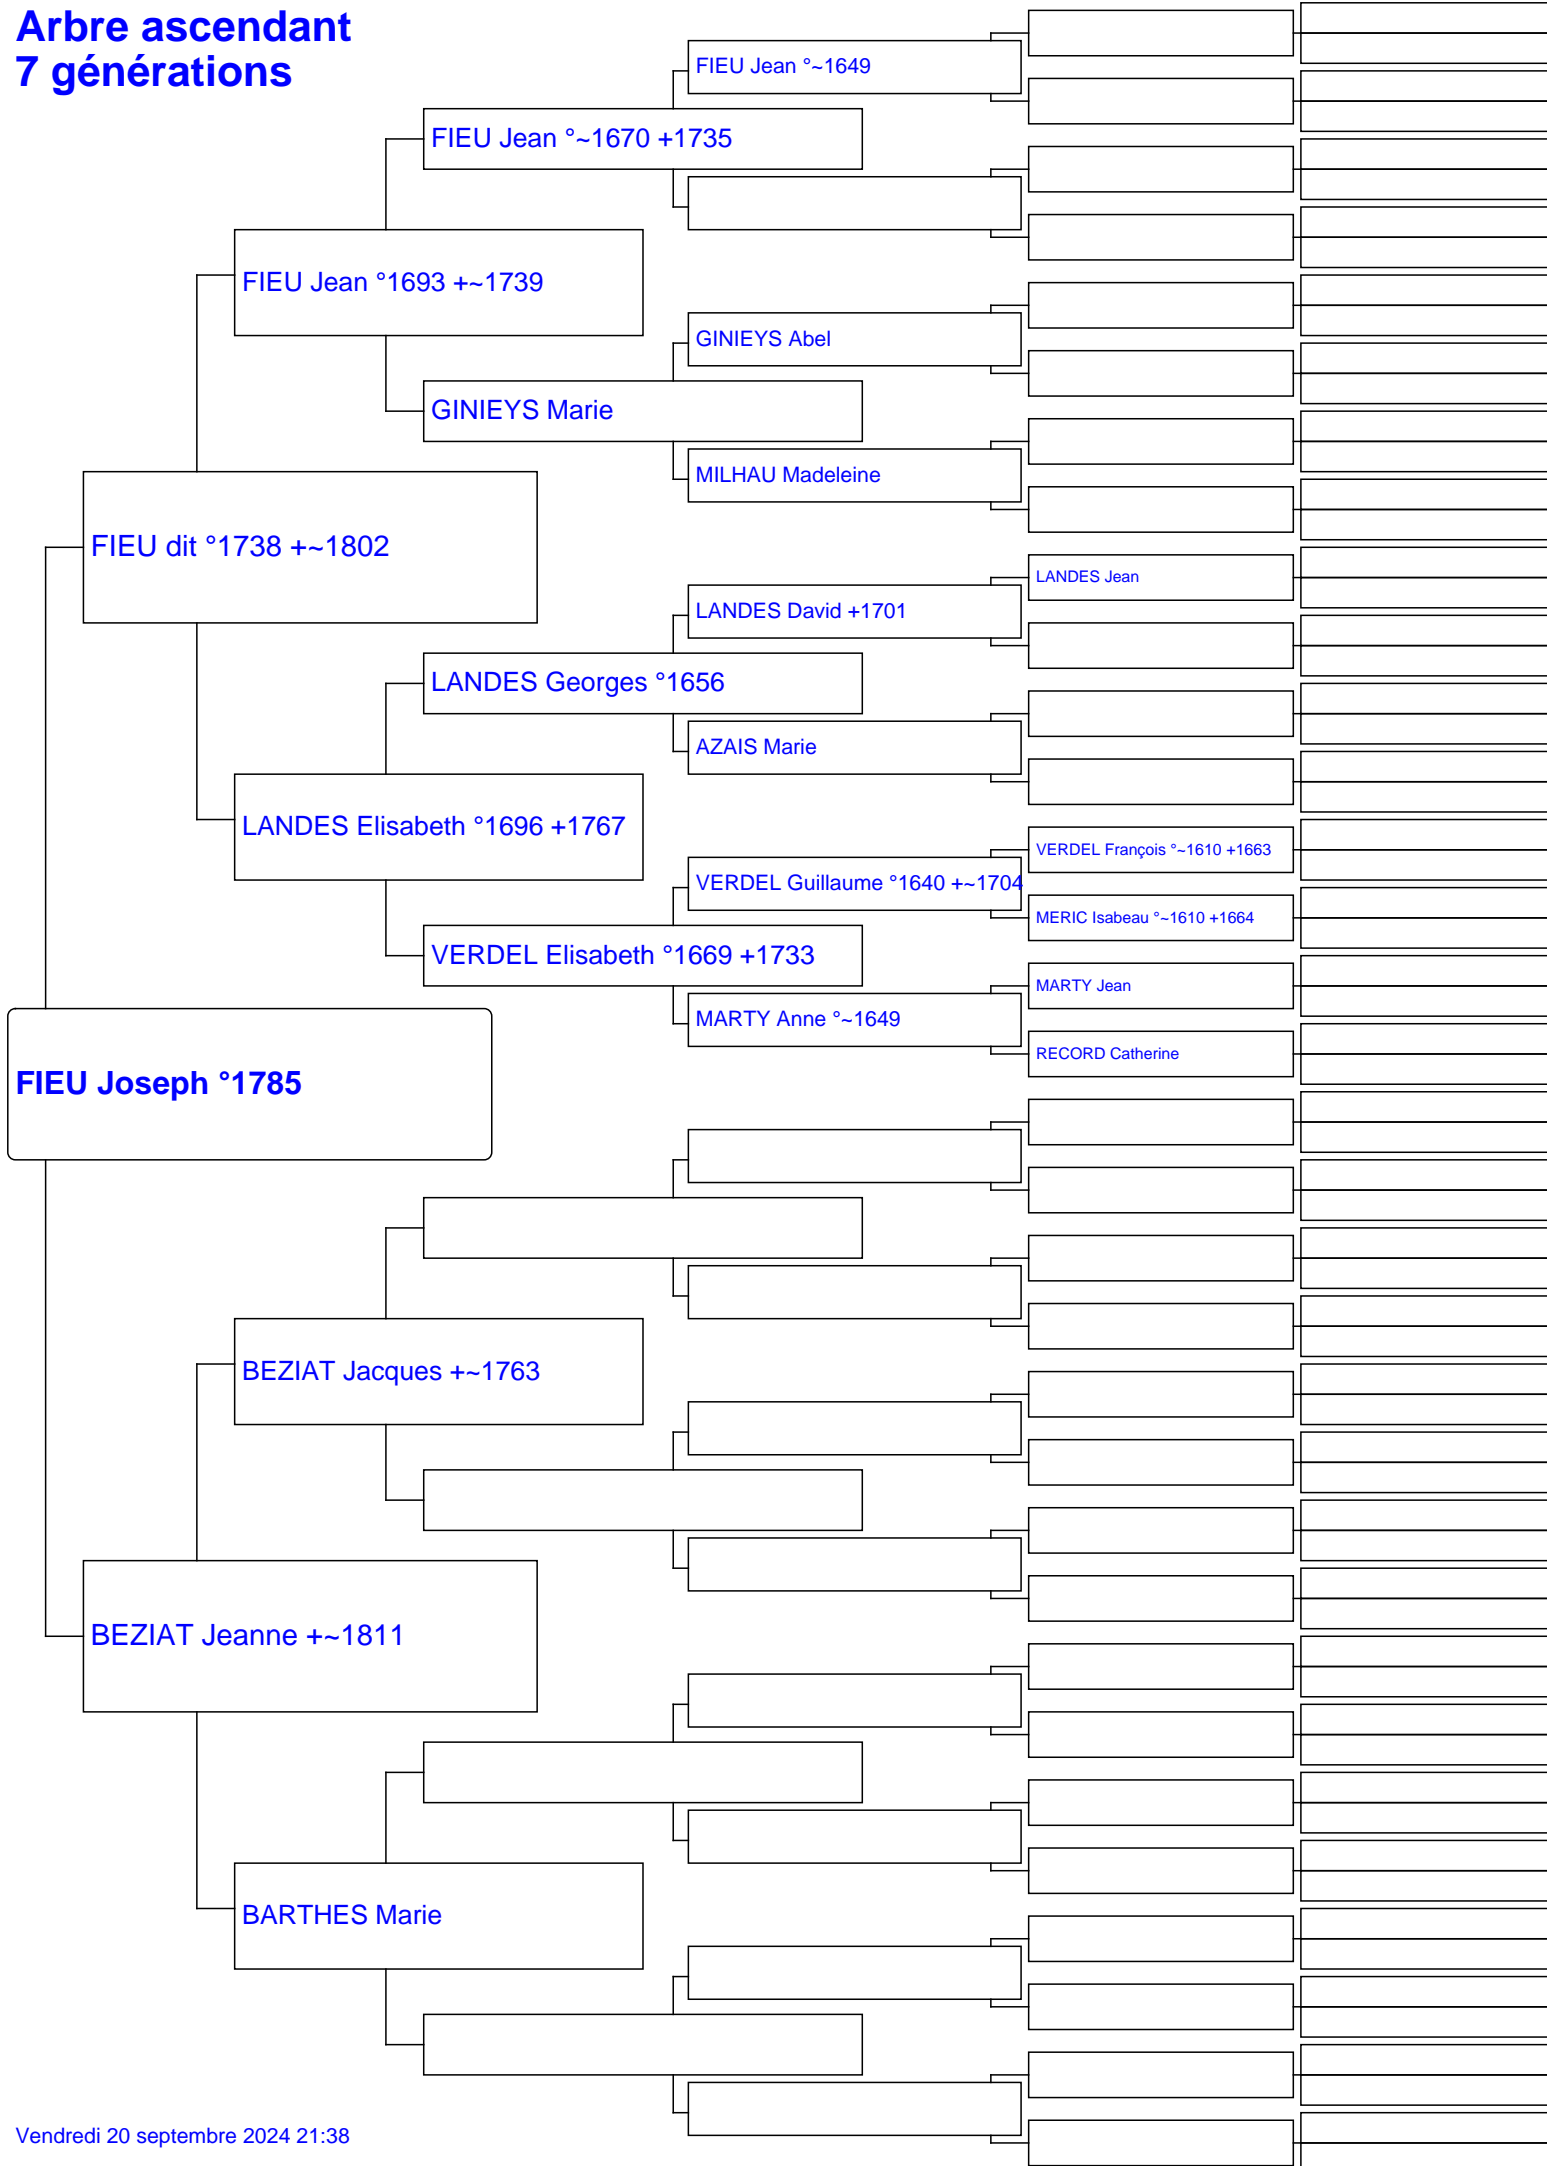 Arbre ascendant
7 générations
FIEU Jean °~1649
FIEU Jean °~1670 +1735
FIEU Jean °1693 +~1739
GINIEYS Abel
GINIEYS Marie
MILHAU Madeleine
FIEU dit °1738 +~1802
LANDES Jean
LANDES David +1701
LANDES Georges °1656
AZAIS Marie
LANDES Elisabeth °1696 +1767
VERDEL François °~1610 +1663
VERDEL Guillaume °1640 +~1704
MERIC Isabeau °~1610 +1664
VERDEL Elisabeth °1669 +1733
MARTY Jean
MARTY Anne °~1649
RECORD Catherine
FIEU Joseph °1785
BEZIAT Jacques +~1763
BEZIAT Jeanne +~1811
BARTHES Marie
Vendredi 20 septembre 2024 21:38